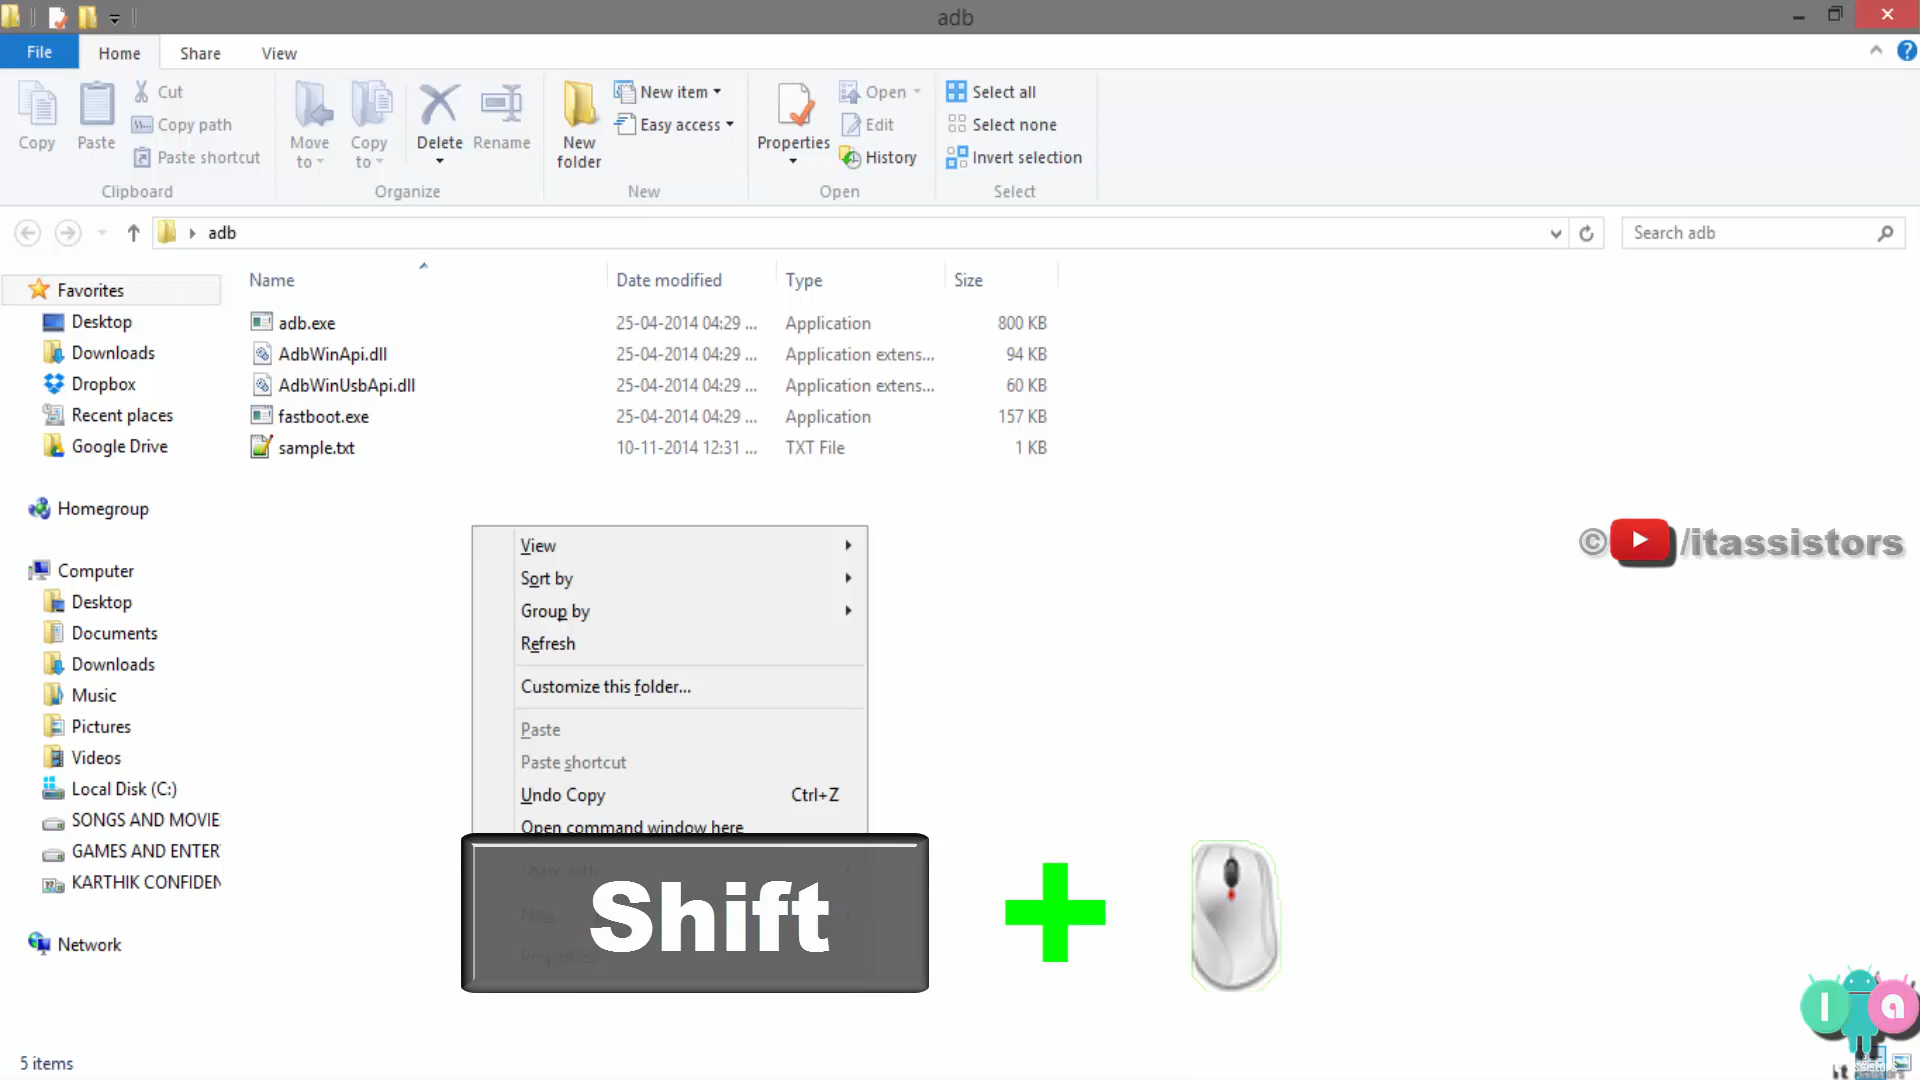 adb
File Home Share View
Copy
Paste
Cut
Copy path
Paste shortcut
Clipboard
Move to
Copy to
Delete
Rename
Organize
New folder
New item
Easy access
New
Properties
Open
Edit
History
Open
Select all
Select none
Invert selection
Select
adb
Search adb
Name Date modified Type Size
adb.exe 25-04-2014 04:29 ... Application 800 KB
AdbWinApi.dll 25-04-2014 04:29 ... Application extens... 94 KB
AdbWinUsbApi.dll 25-04-2014 04:29 ... Application extens... 60 KB
fastboot.exe 25-04-2014 04:29 ... Application 157 KB
sample.txt 10-11-2014 12:31 ... TXT File 1 KB
Favorites
Desktop
Downloads
Dropbox
Recent places
Google Drive
Homegroup
Computer
Desktop
Documents
Downloads
Music
Pictures
Videos
Local Disk (C:)
SONGS AND MOVIE
GAMES AND ENTER
KARTHIK CONFIDEN
Network
View
Sort by
Group by
Refresh
Customize this folder...
Paste
Paste shortcut
Undo Copy Ctrl+Z
Open command window here
Share with
New
Properties
Shift
+
© /itassistors
I a
5 items